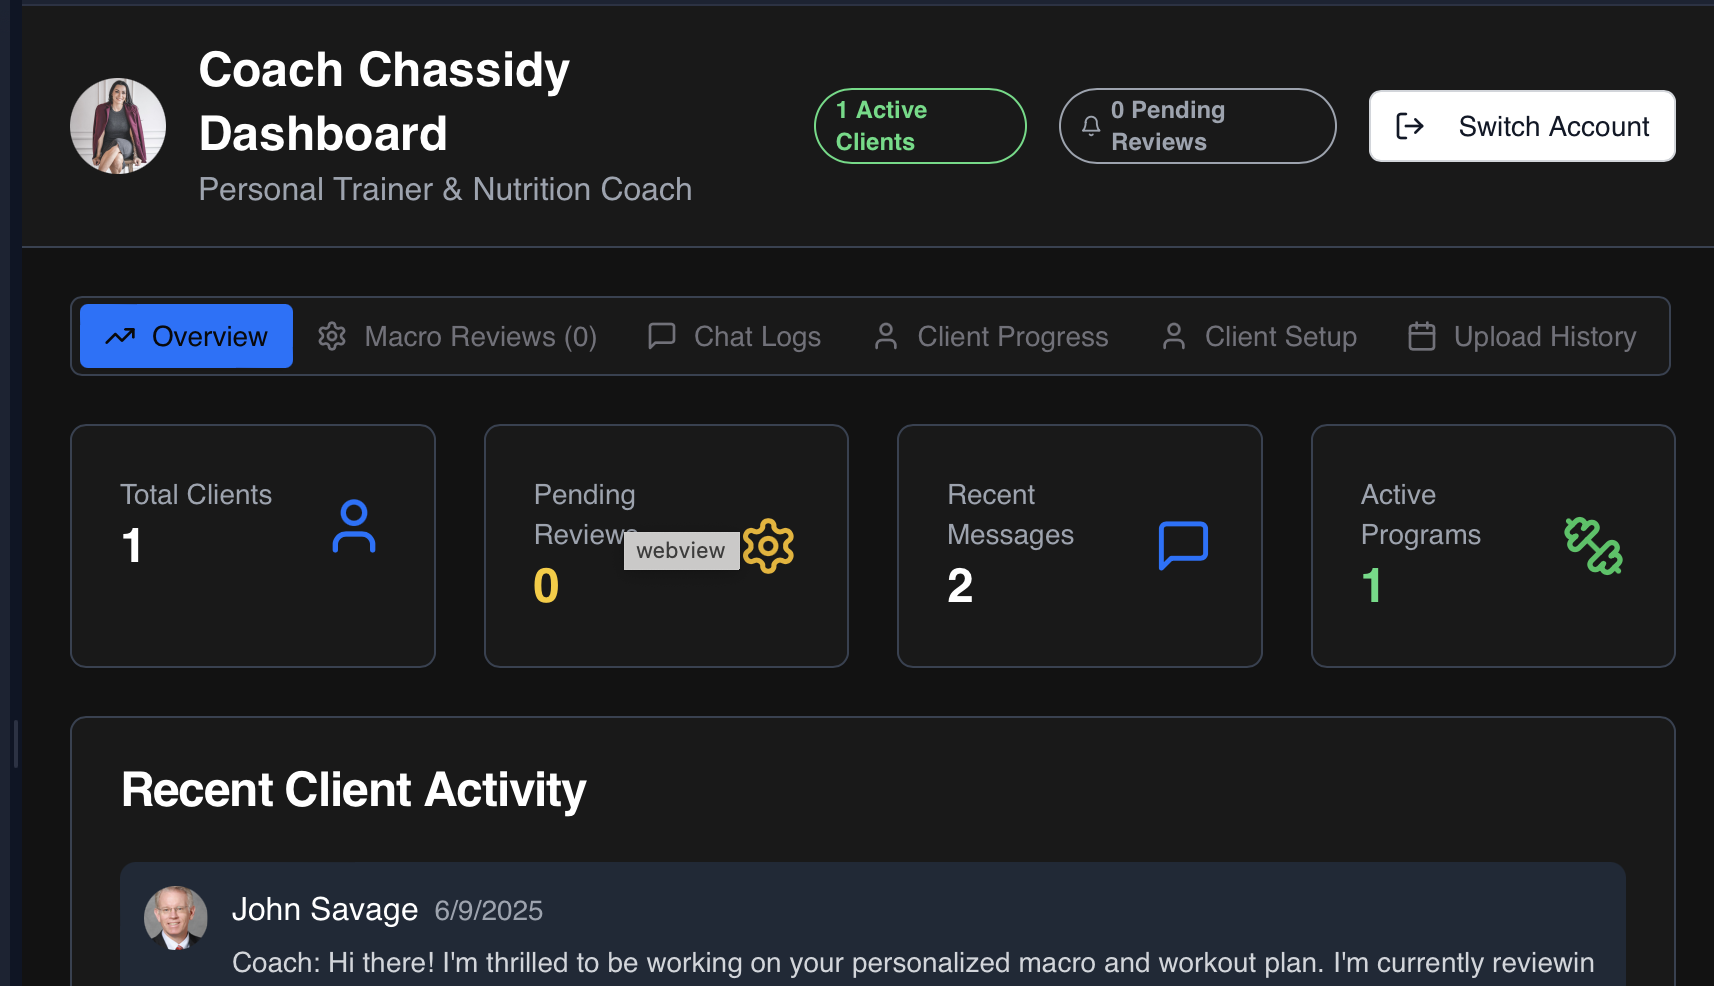 Coach Chassidy
Dashboard
Personal Trainer & Nutrition Coach
1 Active
Clients
0 Pending
Reviews
Switch Account
Overview
Macro Reviews (0)
Chat Logs
Client Progress
Client Setup
Upload History
Total Clients
1
Pending
Reviews
0
webview
Recent
Messages
2
Active
Programs
1
Recent Client Activity
John Savage 6/9/2025
Coach: Hi there! I'm thrilled to be working on your personalized macro and workout plan. I'm currently reviewin